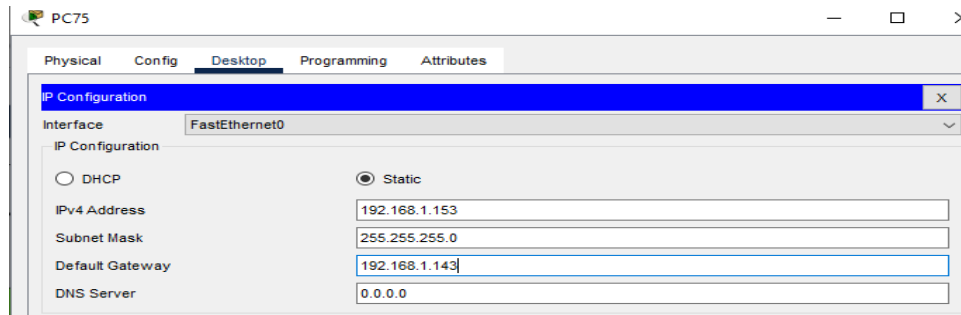 PC75
Physical Config Desktop Programming Attributes
IP Configuration X
Interface FastEthernet0
IP Configuration
DHCP Static
IPv4 Address 192.168.1.153
Subnet Mask 255.255.255.0
Default Gateway 192.168.1.143
DNS Server 0.0.0.0